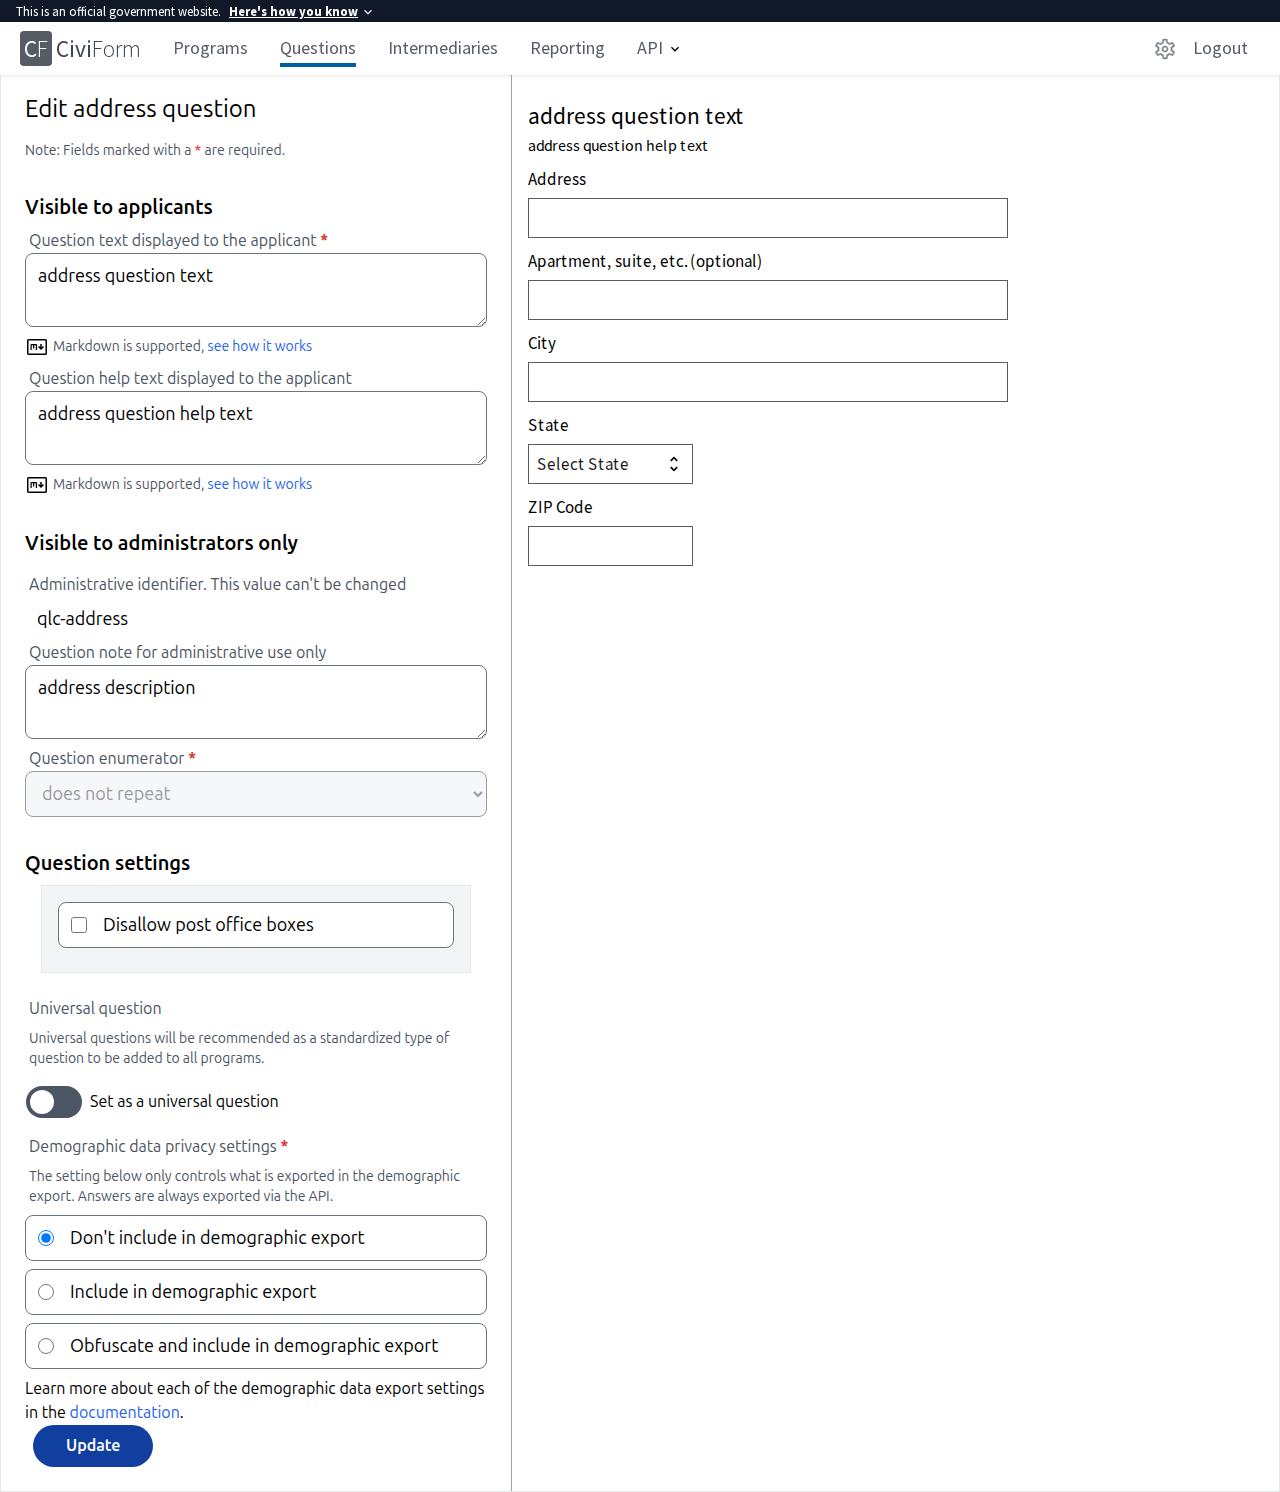 This is an official government website. Here's how you know
CF CiviForm Programs Questions Intermediaries Reporting API Logout
Edit address question
Note: Fields marked with a * are required.
Visible to applicants
Question text displayed to the applicant *
address question text
Markdown is supported, see how it works
Question help text displayed to the applicant
address question help text
Markdown is supported, see how it works
Visible to administrators only
Administrative identifier. This value can't be changed
qlc-address
Question note for administrative use only
address description
Question enumerator *
does not repeat
Question settings
Disallow post office boxes
Universal question
Universal questions will be recommended as a standardized type of
question to be added to all programs.
Set as a universal question
Demographic data privacy settings *
The setting below only controls what is exported in the demographic
export. Answers are always exported via the API.
Don't include in demographic export
Include in demographic export
Obfuscate and include in demographic export
Learn more about each of the demographic data export settings
in the documentation.
Update
address question text
address question help text
Address
Apartment, suite, etc. (optional)
City
State
Select State
ZIP Code